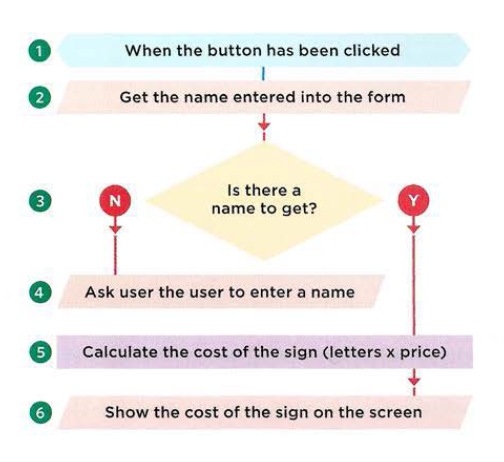 1 When the button has been clicked
2 Get the name entered into the form
Is there a
3 N name to get? Y
4 Ask user the user to enter a name
5 Calculate the cost of the sign (letters x price)
6 Show the cost of the sign on the screen